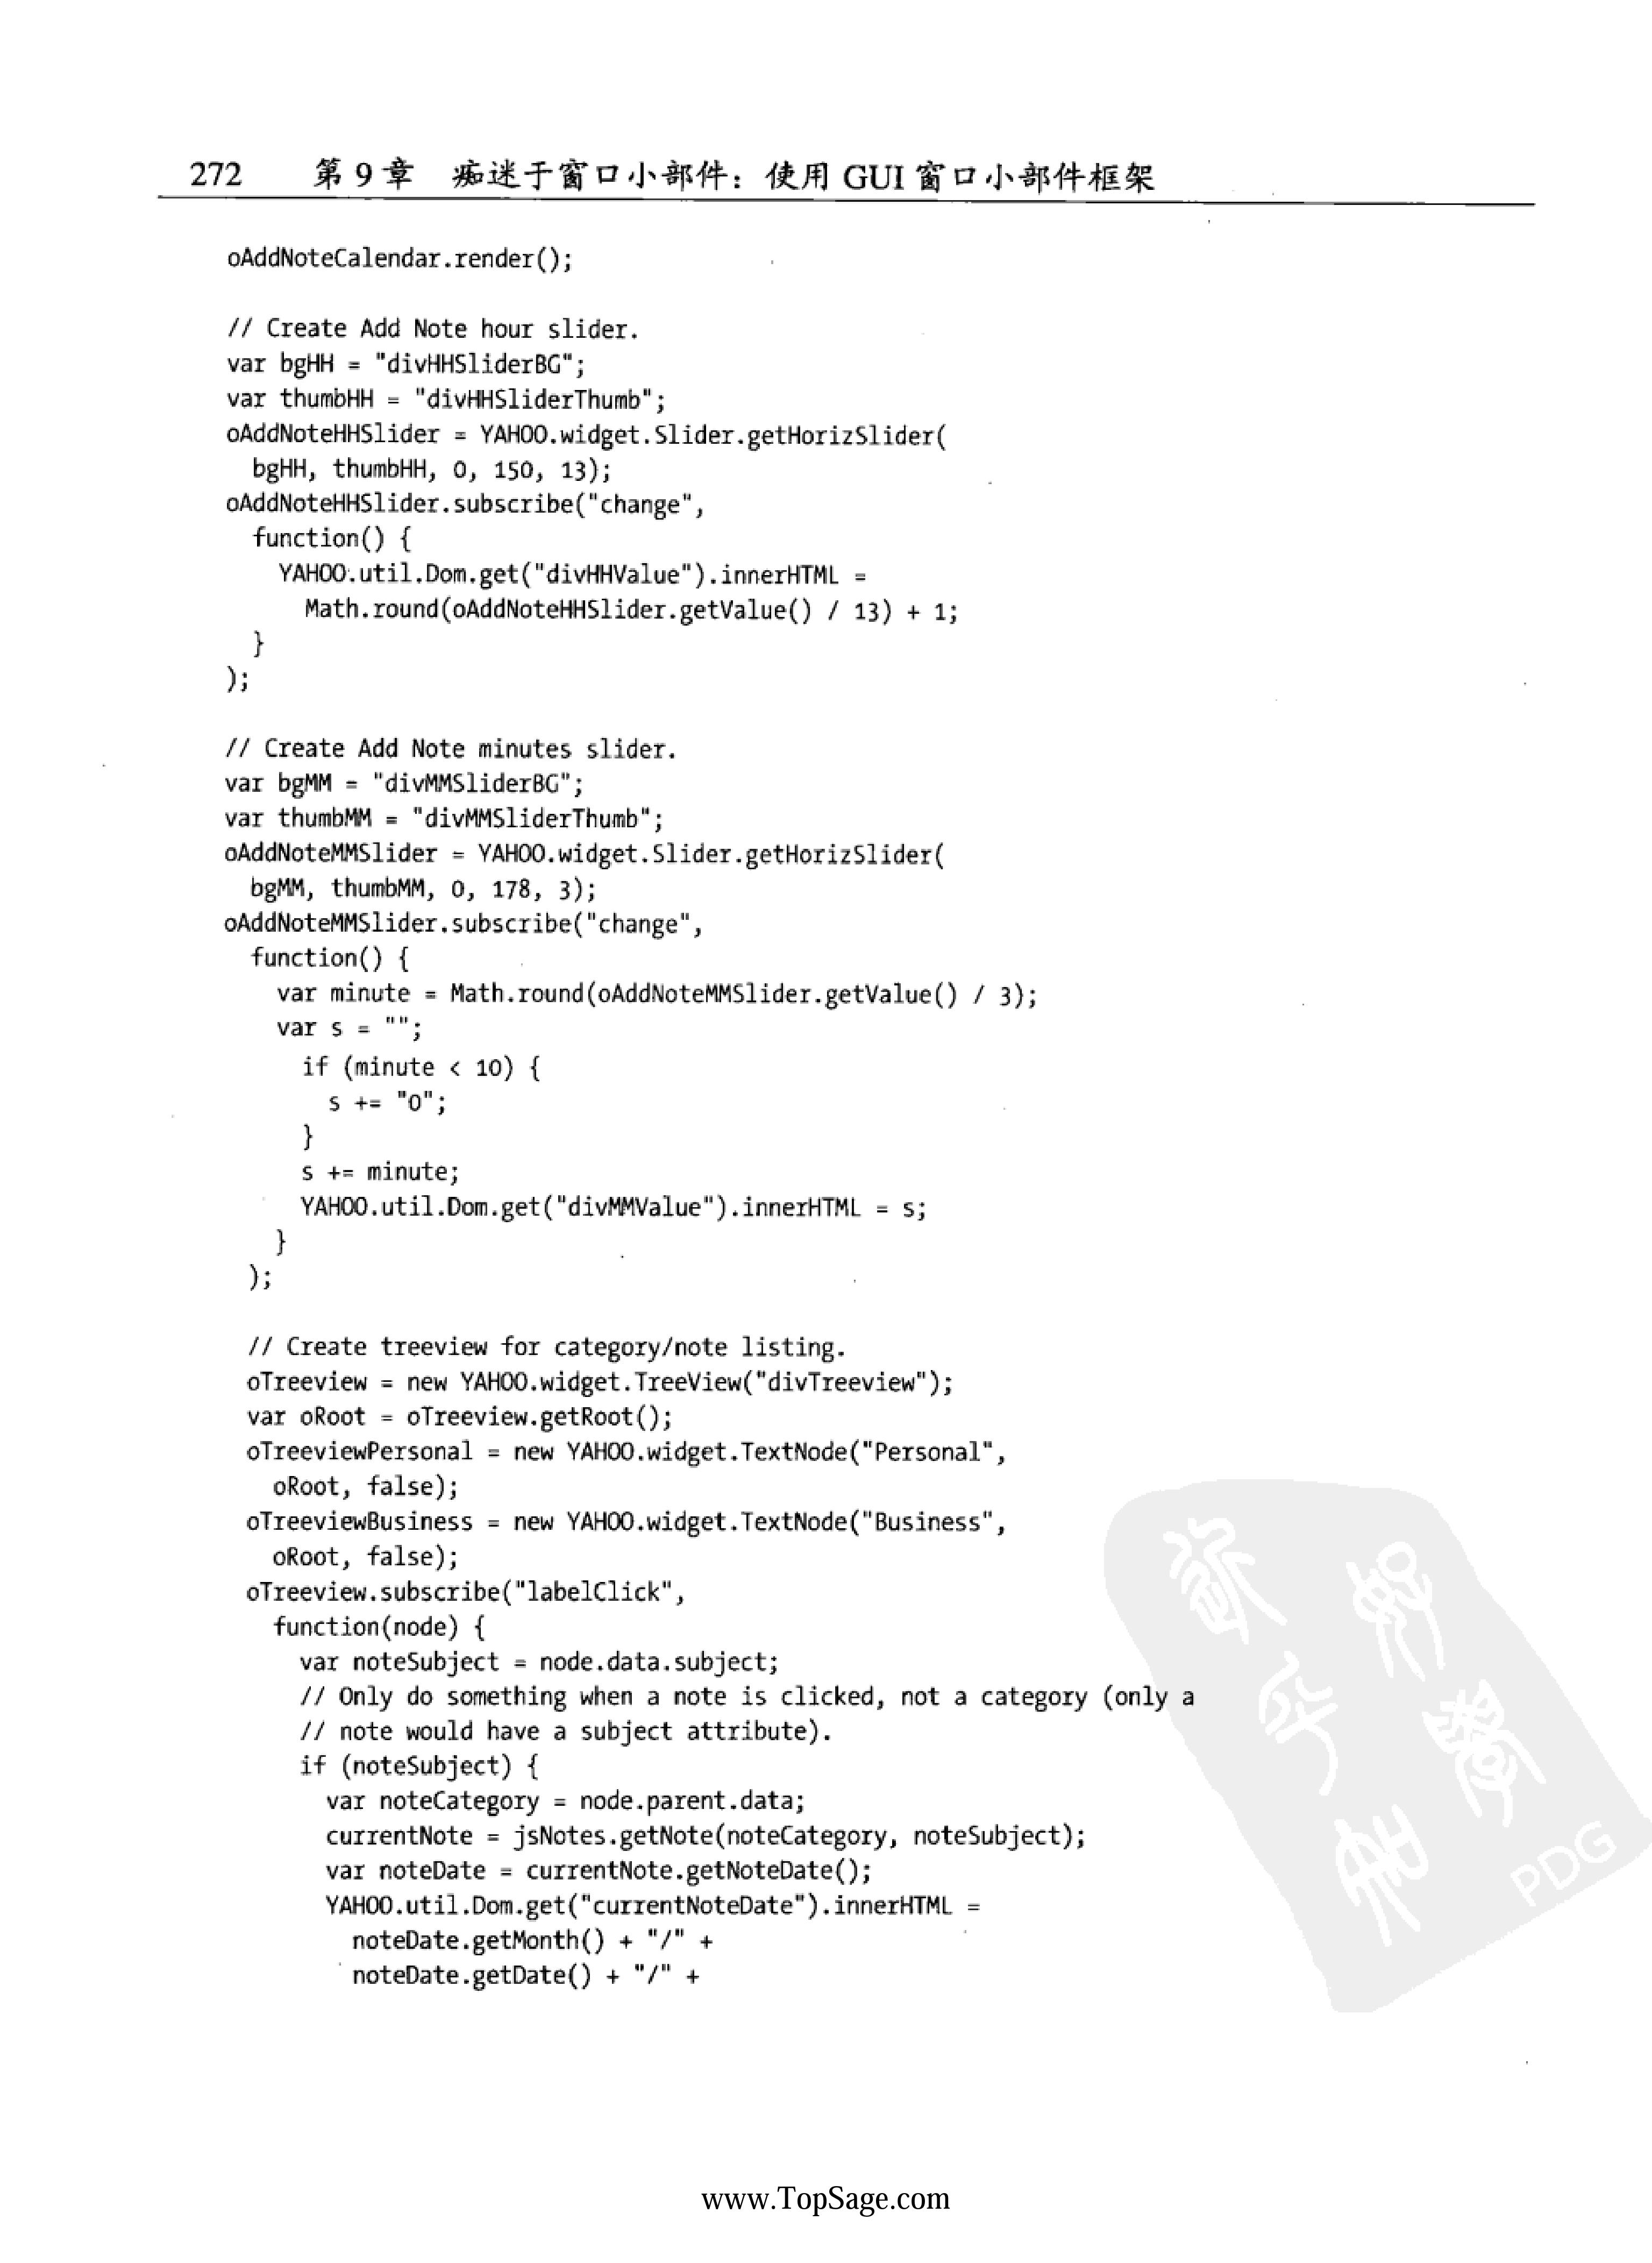 272 第 9 章 痴迷于窗口小部件：使用 GUI 窗口小部件框架
oAddNoteCalendar.render();
// Create Add Note hour slider.
var bgHH = "divHHSliderBG";
var thumbHH = "divHHSliderThumb";
oAddNoteHHSlider = YAHOO.widget.Slider.getHorizSlider(
bgHH, thumbHH, 0, 150, 13);
oAddNoteHHSlider.subscribe("change",
function() {
YAHOO.util.Dom.get("divHHValue").innerHTML =
Math.round(oAddNoteHHSlider.getValue() / 13) + 1;
}
);
// Create Add Note minutes slider.
var bgMM = "divMMSliderBG";
var thumbMM = "divMMSliderThumb";
oAddNoteMMSlider = YAHOO.widget.Slider.getHorizSlider(
bgMM, thumbMM, 0, 178, 3);
oAddNoteMMSlider.subscribe("change",
function() {
var minute = Math.round(oAddNoteMMSlider.getValue() / 3);
var s = "";
if (minute < 10) {
s += "0";
}
s += minute;
YAHOO.util.Dom.get("divMMValue").innerHTML = s;
}
);
// Create treeview for category/note listing.
oTreeview = new YAHOO.widget.TreeView("divTreeview");
var oRoot = oTreeview.getRoot();
oTreeviewPersonal = new YAHOO.widget.TextNode("Personal",
oRoot, false);
oTreeviewBusiness = new YAHOO.widget.TextNode("Business",
oRoot, false);
oTreeview.subscribe("labelClick",
function(node) {
var noteSubject = node.data.subject;
// Only do something when a note is clicked, not a category (only a
// note would have a subject attribute).
if (noteSubject) {
var noteCategory = node.parent.data;
currentNote = jsNotes.getNote(noteCategory, noteSubject);
var noteDate = currentNote.getNoteDate();
YAHOO.util.Dom.get("currentNoteDate").innerHTML =
noteDate.getMonth() + "/" +
noteDate.getDate() + "/" +
PDG
www.TopSage.com